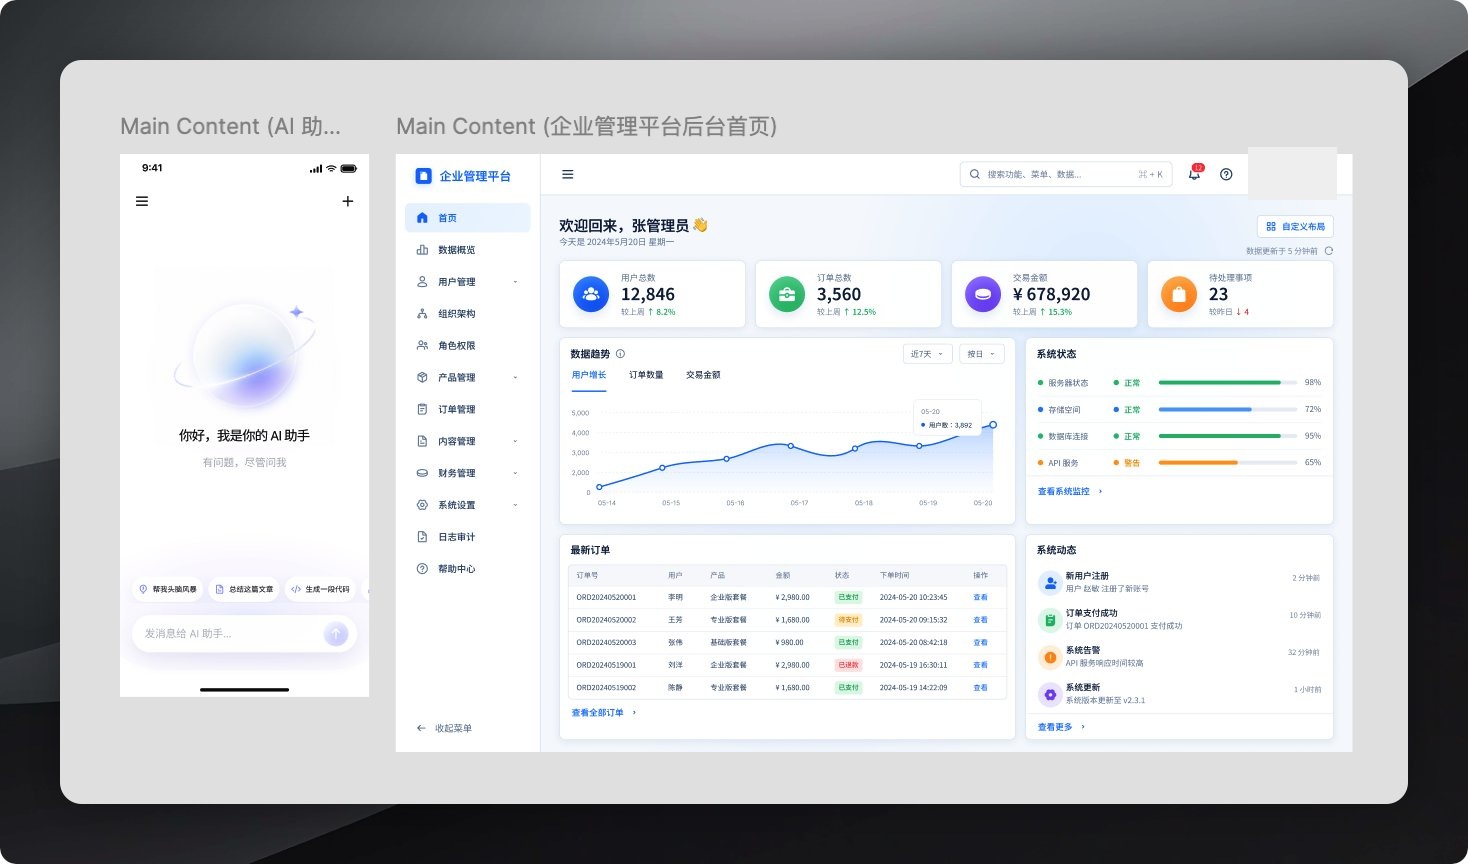 Main Content (AI 助...
9:41
你好，我是你的 AI 助手
有问题，尽管问我
帮我头脑风暴
总结这篇文章
生成一段代码
发消息给 AI 助手...
Main Content (企业管理平台后台首页)
企业管理平台
首页
数据概览
用户管理
组织架构
角色权限
产品管理
订单管理
内容管理
财务管理
系统设置
日志审计
帮助中心
收起菜单
搜索功能、菜单、数据...
⌘ + K
12
欢迎回来，张管理员 👋
今天是 2024年5月20日 星期一
自定义布局
数据更新于 5 分钟前
用户总数
12,846
较上周 ↑ 8.2%
订单总数
3,560
较上周 ↑ 12.5%
交易金额
¥ 678,920
较上周 ↑ 15.3%
待处理事项
23
较昨日 ↓ 4
数据趋势
近7天
按日
用户增长 订单数量 交易金额
5,000
4,000
3,000
2,000
0
05-20
用户数：3,892
05-14 05-15 05-16 05-17 05-18 05-19 05-20
系统状态
服务器状态 正常 98%
存储空间 正常 72%
数据库连接 正常 95%
API 服务 警告 65%
查看系统监控
最新订单
订单号 用户 产品 金额 状态 下单时间 操作
ORD20240520001 李明 企业版套餐 ¥ 2,980.00 已支付 2024-05-20 10:23:45 查看
ORD20240520002 王芳 专业版套餐 ¥ 1,680.00 待支付 2024-05-20 09:15:32 查看
ORD20240520003 张伟 基础版套餐 ¥ 980.00 已支付 2024-05-20 08:42:18 查看
ORD20240519001 刘洋 企业版套餐 ¥ 2,980.00 已退款 2024-05-19 16:30:11 查看
ORD20240519002 陈静 专业版套餐 ¥ 1,680.00 已支付 2024-05-19 14:22:09 查看
查看全部订单
系统动态
新用户注册
用户 赵敏 注册了新账号
2 分钟前
订单支付成功
订单 ORD20240520001 支付成功
10 分钟前
系统告警
API 服务响应时间较高
32 分钟前
系统更新
系统版本更新至 v2.3.1
1 小时前
查看更多